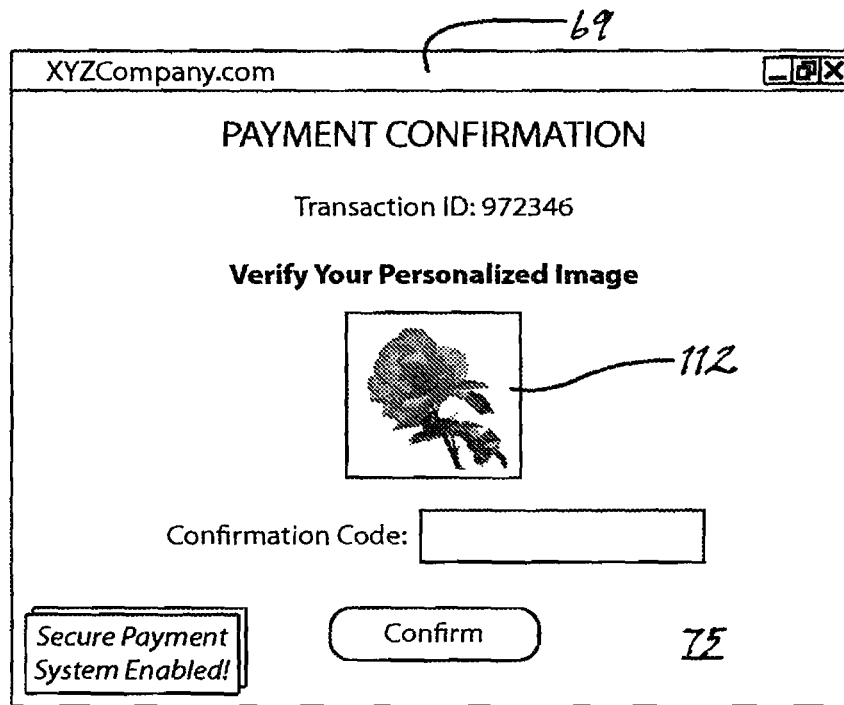 69
XYZCompany.com
PAYMENT CONFIRMATION
Transaction ID: 972346
Verify Your Personalized Image
112
Confirmation Code:
Secure Payment
System Enabled!
Confirm
75